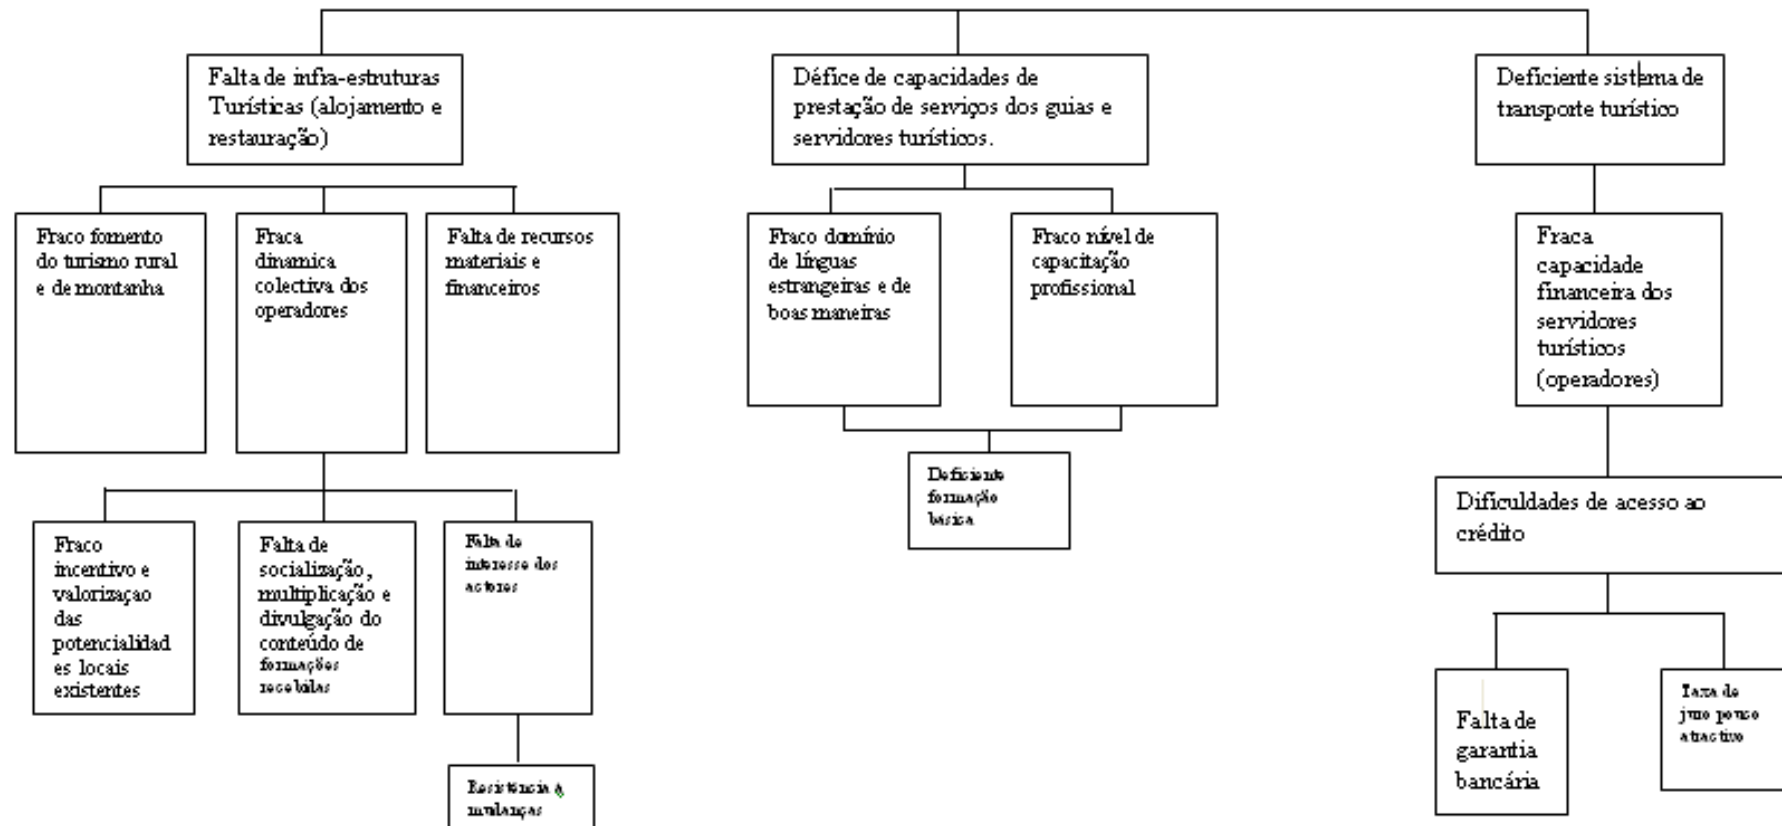 Falta de infra-estruturas
Turísticas (alojamento e
restauração)
Défice de capacidades de
prestação de serviços dos guias e
servidores turísticos.
Deficiente sistema de
transporte turístico
Fraco fomento
do turismo rural
e de montanha
Fraca
dinamica
colectiva dos
operadores
Falta de recursos
materiais e
financeiros
Fraco domínio
de línguas
estrangeiras e de
boas maneiras
Fraco nível de
capacitação
profissional
Fraca
capacidade
financeira dos
servidores
turísticos
(operadores)
Deficiente
formação
básica
Dificuldades de acesso ao
crédito
Fraco
incentivo e
valorizaçao
das
potencialidad
es locais
existentes
Falta de
socialização,
multiplicação e
divulgação do
conteúdo de
formações
recebidas
Falta de
interesse dos
actores
Resistência à
mudanças
Falta de
garantia
bancária
Taxa de
juro pouco
atractivo